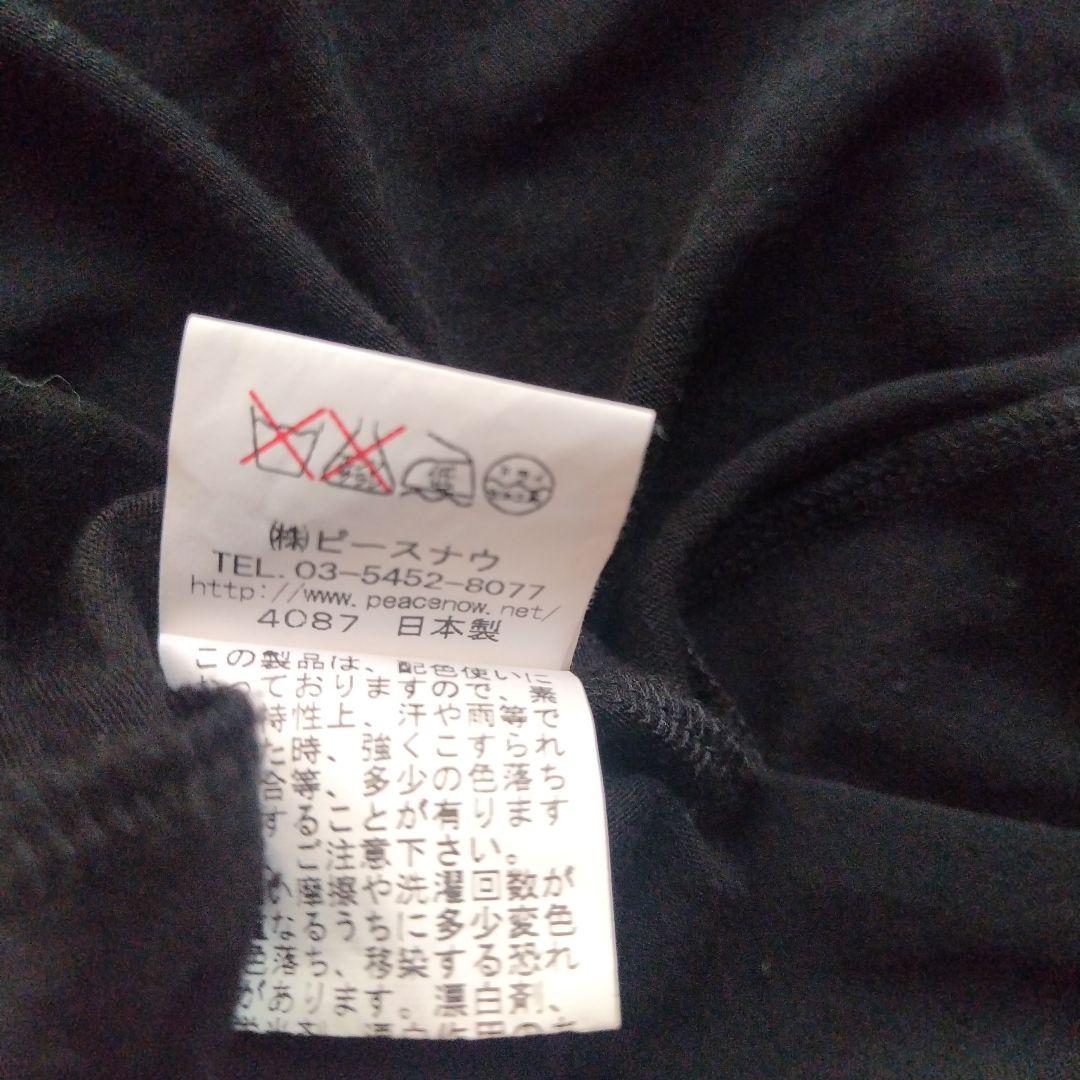 低
(株)ピースナウ
TEL. 03-5452-8077
http://www.peacenow.net/
4087 日本製
この製品は、配色使いに
っておりますので、素
特性上、汗や雨等で
た時、強くこすられ
合等、多少の色落ち
することが有ります
ご注意下さい。
い座擦や洗濯回数が
なるうちに多少変色
色落ち、移染する恐れ
があります。漂白剤、